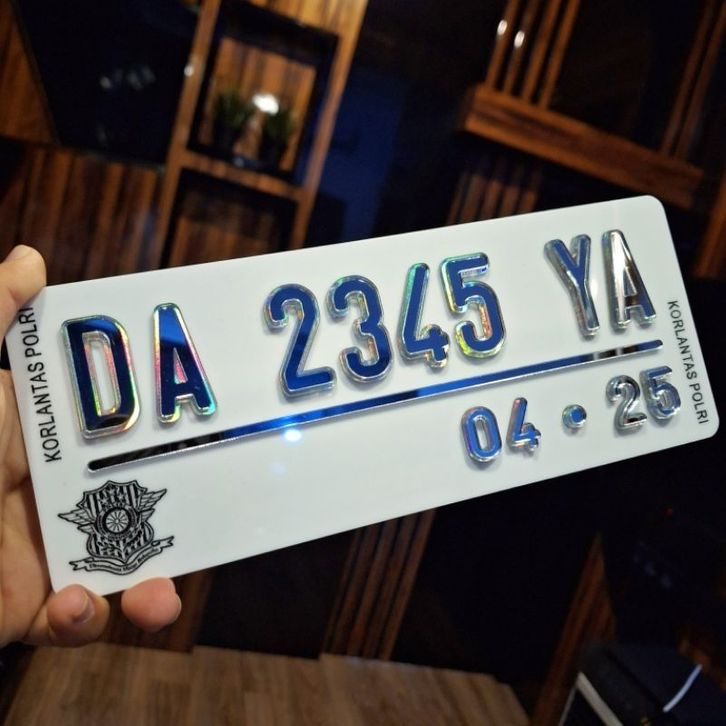 KORLANTAS POLRI
DA 2345 YA
04 • 25
KORLANTAS POLRI